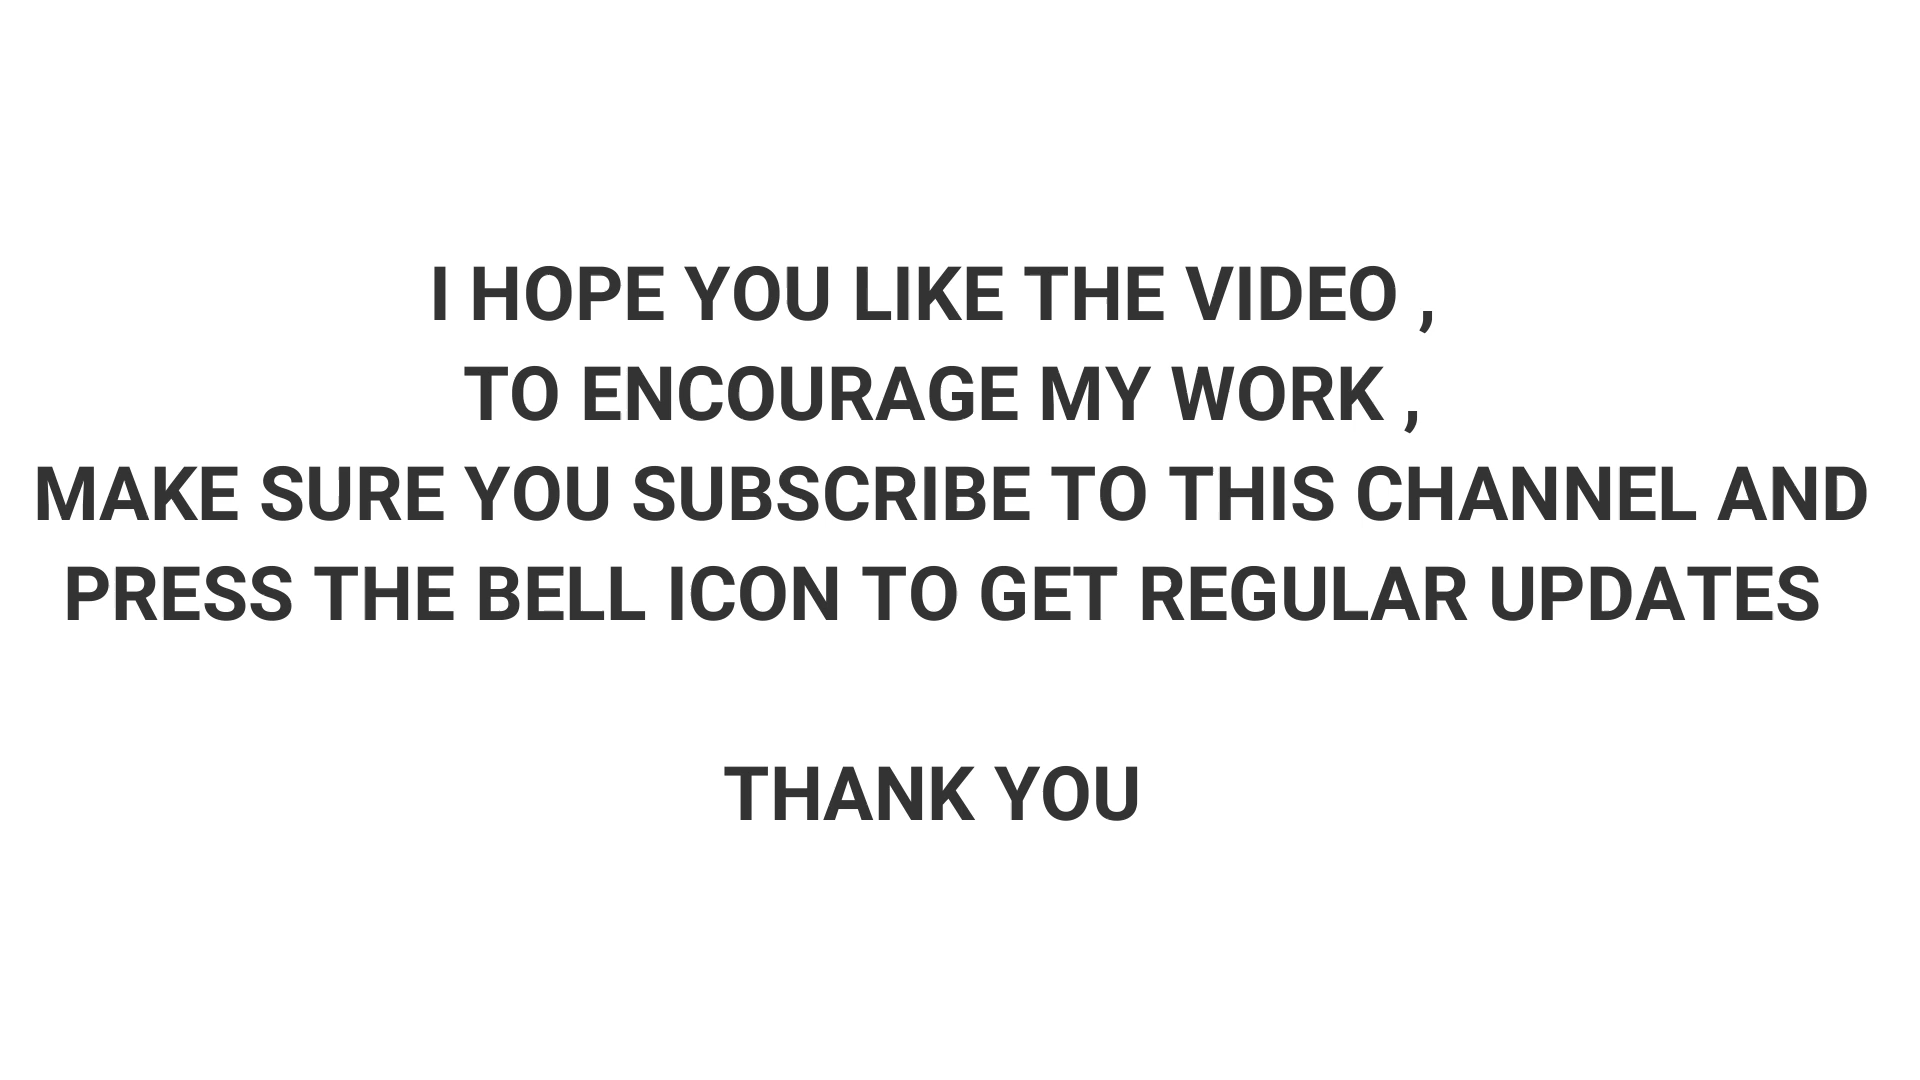 I HOPE YOU LIKE THE VIDEO ,
TO ENCOURAGE MY WORK ,
MAKE SURE YOU SUBSCRIBE TO THIS CHANNEL AND
PRESS THE BELL ICON TO GET REGULAR UPDATES
THANK YOU